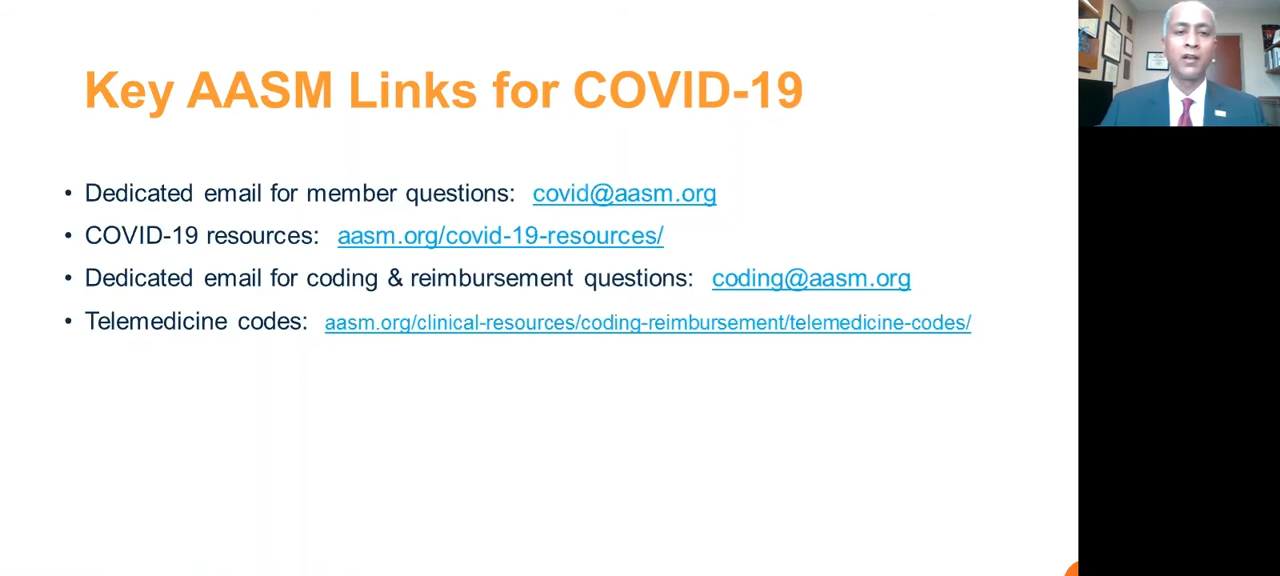 Key AASM Links for COVID-19
• Dedicated email for member questions: covid@aasm.org
• COVID-19 resources: aasm.org/covid-19-resources/
• Dedicated email for coding & reimbursement questions: coding@aasm.org
• Telemedicine codes: aasm.org/clinical-resources/coding-reimbursement/telemedicine-codes/